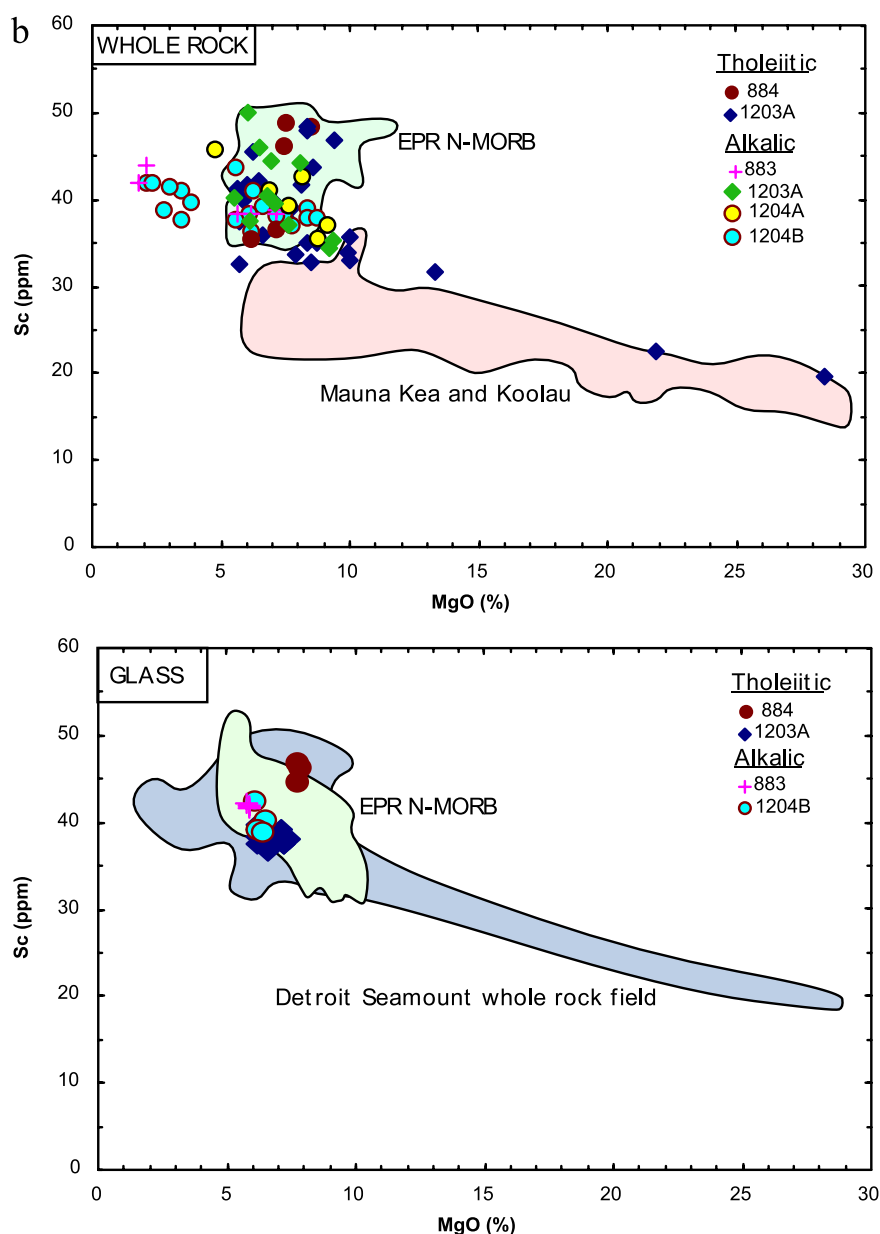 b
60
WHOLE ROCK
Tholeiitic
884
1203A
50
EPR N-MORB
Alkalic
883
1203A
1204A
1204B
40
Sc (ppm)
30
20
Mauna Kea and Koolau
10
0
0 5 10 15 20 25 30
MgO (%)
60
GLASS
Tholeiitic
884
1203A
50
Alkalic
883
1204B
EPR N-MORB
40
Sc (ppm)
30
20
Detroit Seamount whole rock field
10
0
0 5 10 15 20 25 30
MgO (%)